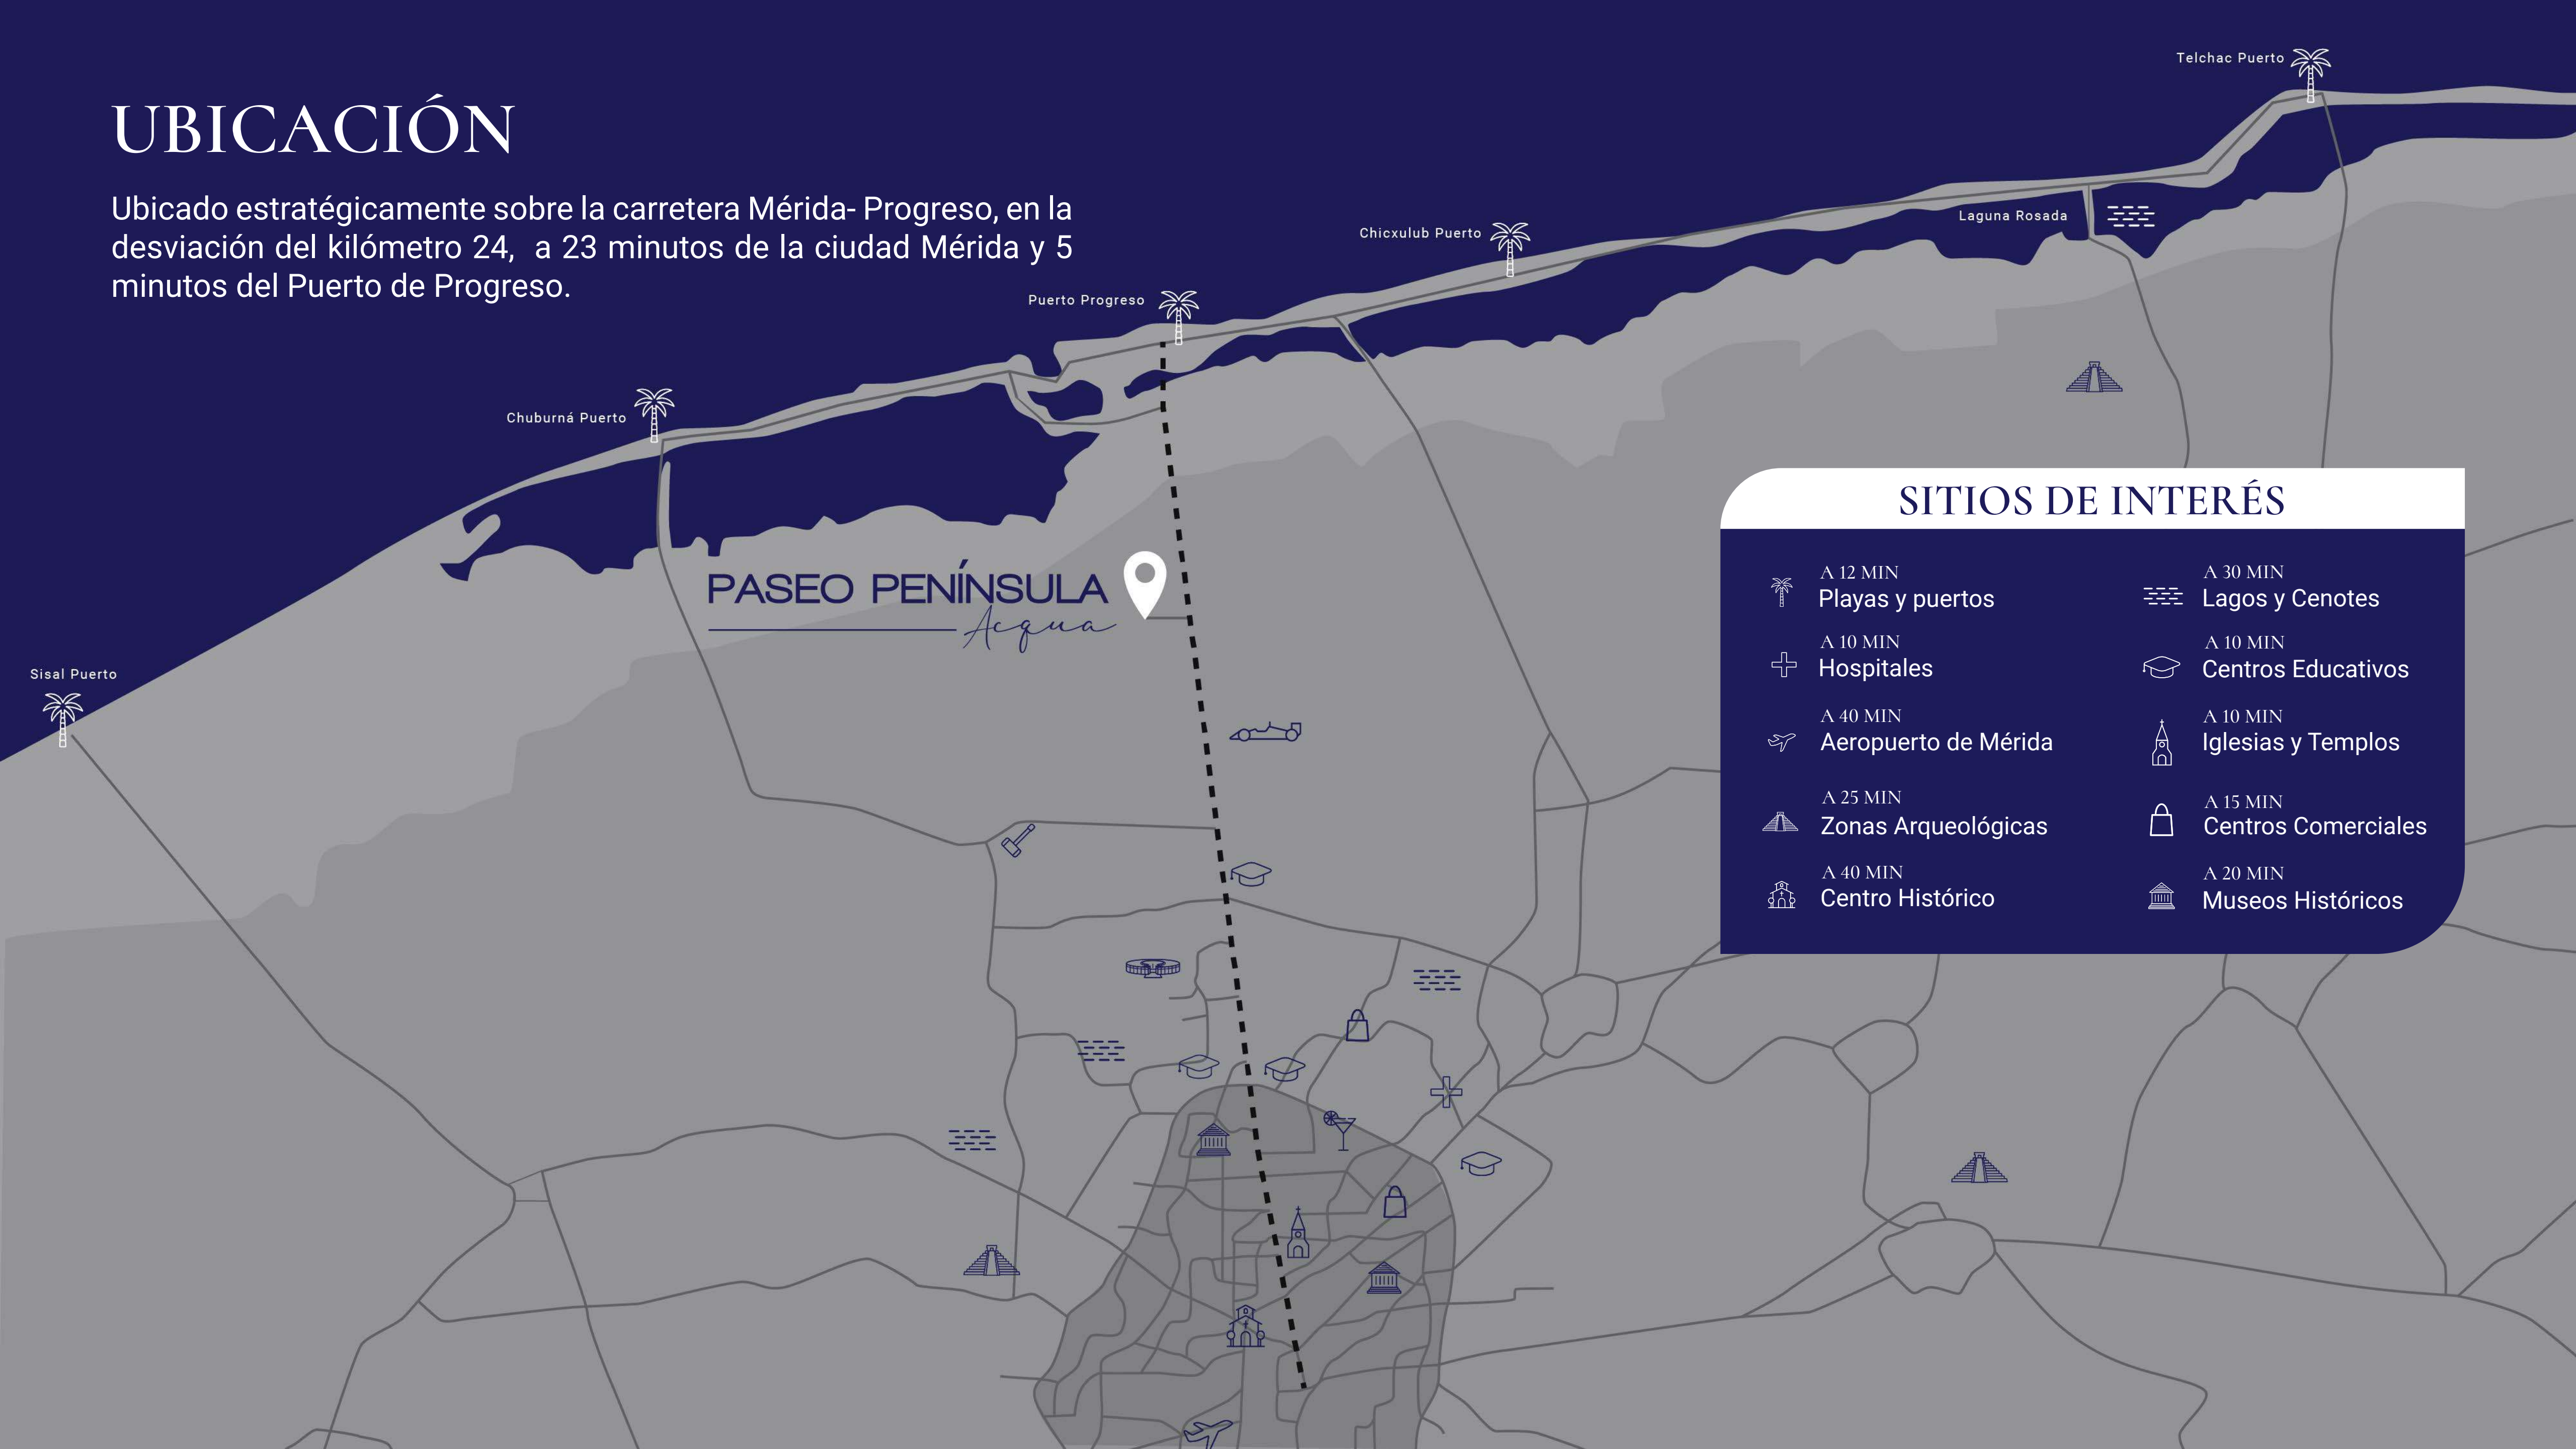 UBICACIÓN
Ubicado estratégicamente sobre la carretera Mérida- Progreso, en la
desviación del kilómetro 24, a 23 minutos de la ciudad Mérida y 5
minutos del Puerto de Progreso.
Telchac Puerto
Laguna Rosada
Chicxulub Puerto
Puerto Progreso
Chuburná Puerto
Sisal Puerto
PASEO PENÍNSULA
Acqua
SITIOS DE INTERÉS
A 12 MIN
Playas y puertos
A 10 MIN
Hospitales
A 40 MIN
Aeropuerto de Mérida
A 25 MIN
Zonas Arqueológicas
A 40 MIN
Centro Histórico
A 30 MIN
Lagos y Cenotes
A 10 MIN
Centros Educativos
A 10 MIN
Iglesias y Templos
A 15 MIN
Centros Comerciales
A 20 MIN
Museos Históricos